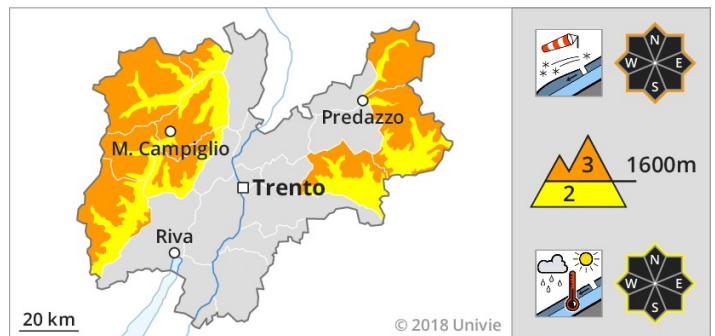 Predazzo
M. Campiglio
Trento
Riva
20 km
© 2018 Univie
N
W E
S
3 1600m
2
N
W E
S